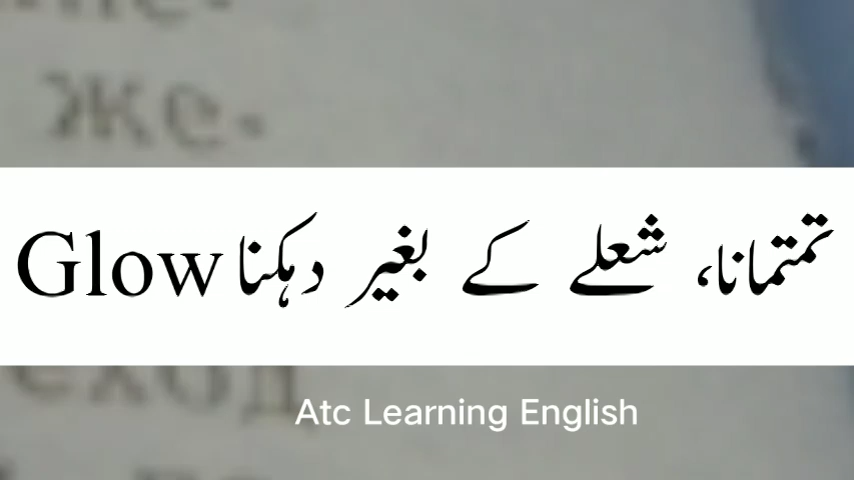 же-
Glow تمتمانا، شعلے کے بغیر دہکنا
Atc Learning English